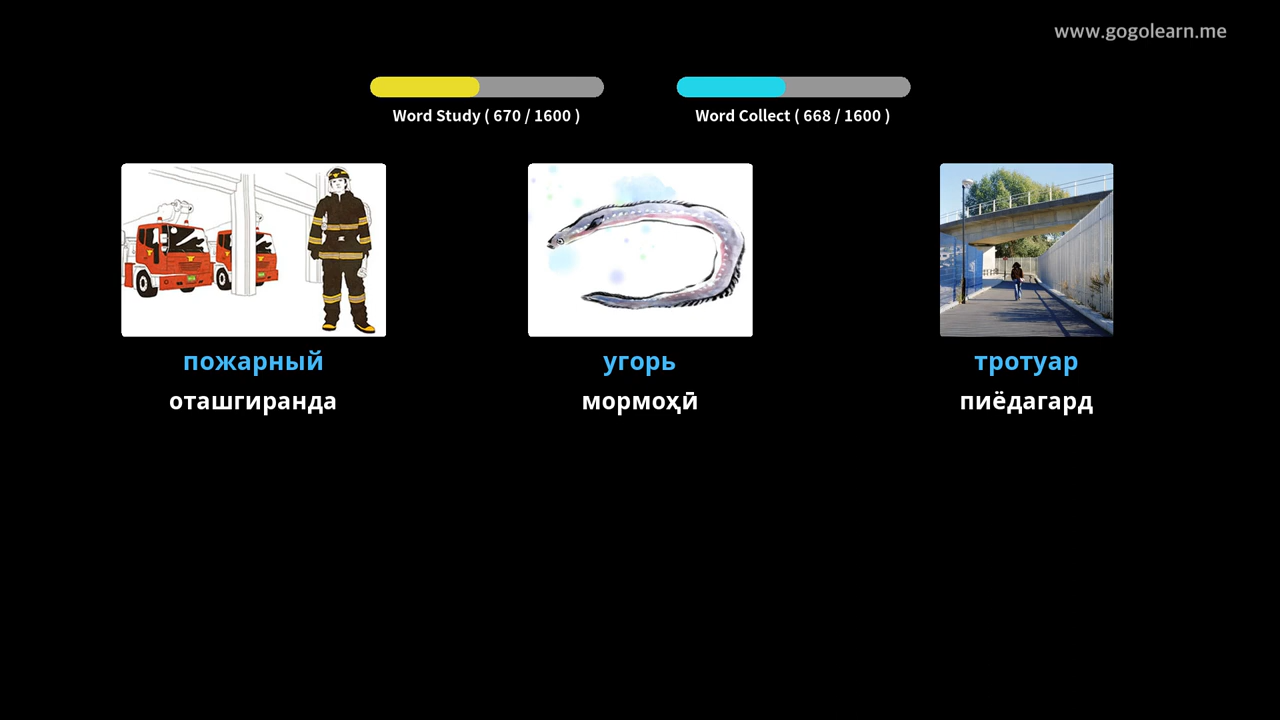 www.gogolearn.me
Word Study ( 670 / 1600 )
Word Collect ( 668 / 1600 )
пожарный
оташгиранда
угорь
мормоҳӣ
тротуар
пиёдагард